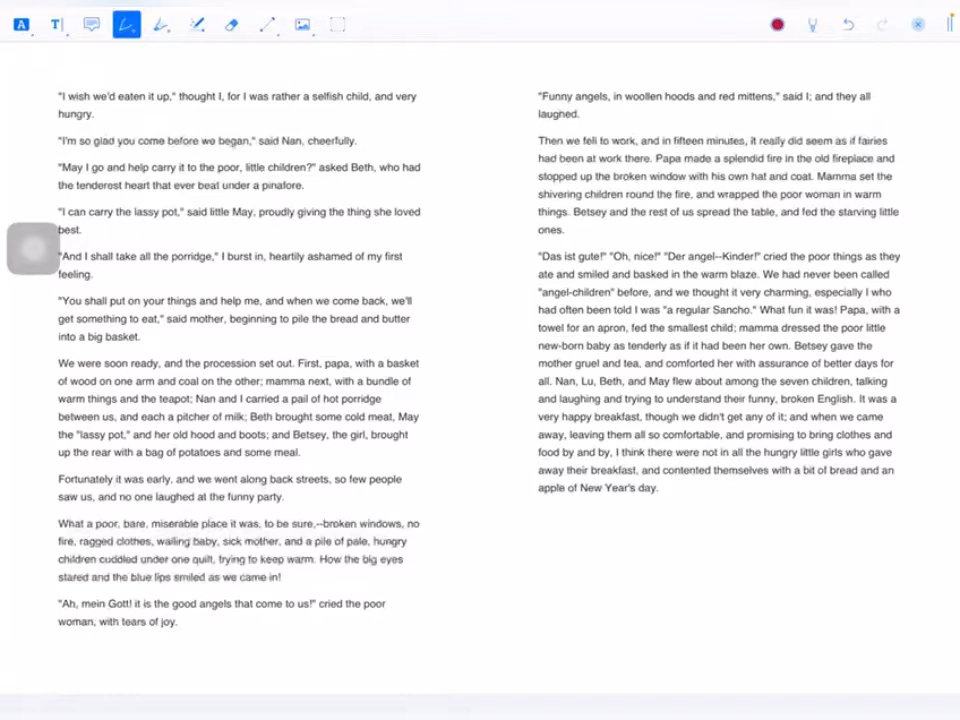 A
T
"I wish we'd eaten it up," thought I, for I was rather a selfish child, and very
hungry.
"I'm so glad you come before we began," said Nan, cheerfully.
"May I go and help carry it to the poor, little children?" asked Beth, who had
the tenderest heart that ever beat under a pinafore.
"I can carry the lassy pot," said little May, proudly giving the thing she loved
best.
"And I shall take all the porridge," I burst in, heartily ashamed of my first
feeling.
"You shall put on your things and help me, and when we come back, we'll
get something to eat," said mother, beginning to pile the bread and butter
into a big basket.
We were soon ready, and the procession set out. First, papa, with a basket
of wood on one arm and coal on the other; mamma next, with a bundle of
warm things and the teapot; Nan and I carried a pail of hot porridge
between us, and each a pitcher of milk; Beth brought some cold meat, May
the "lassy pot," and her old hood and boots; and Betsey, the girl, brought
up the rear with a bag of potatoes and some meal.
Fortunately it was early, and we went along back streets, so few people
saw us, and no one laughed at the funny party.
What a poor, bare, miserable place it was, to be sure,--broken windows, no
fire, ragged clothes, wailing baby, sick mother, and a pile of pale, hungry
children cuddled under one quilt, trying to keep warm. How the big eyes
stared and the blue lips smiled as we came in!
"Ah, mein Gott! it is the good angels that come to us!" cried the poor
woman, with tears of joy.
"Funny angels, in woollen hoods and red mittens," said I; and they all
laughed.
Then we fell to work, and in fifteen minutes, it really did seem as if fairies
had been at work there. Papa made a splendid fire in the old fireplace and
stopped up the broken window with his own hat and coat. Mamma set the
shivering children round the fire, and wrapped the poor woman in warm
things. Betsey and the rest of us spread the table, and fed the starving little
ones.
"Das ist gute!" "Oh, nice!" "Der angel--Kinder!" cried the poor things as they
ate and smiled and basked in the warm blaze. We had never been called
"angel-children" before, and we thought it very charming, especially I who
had often been told I was "a regular Sancho." What fun it was! Papa, with a
towel for an apron, fed the smallest child; mamma dressed the poor little
new-born baby as tenderly as if it had been her own. Betsey gave the
mother gruel and tea, and comforted her with assurance of better days for
all. Nan, Lu, Beth, and May flew about among the seven children, talking
and laughing and trying to understand their funny, broken English. It was a
very happy breakfast, though we didn't get any of it; and when we came
away, leaving them all so comfortable, and promising to bring clothes and
food by and by, I think there were not in all the hungry little girls who gave
away their breakfast, and contented themselves with a bit of bread and an
apple of New Year's day.